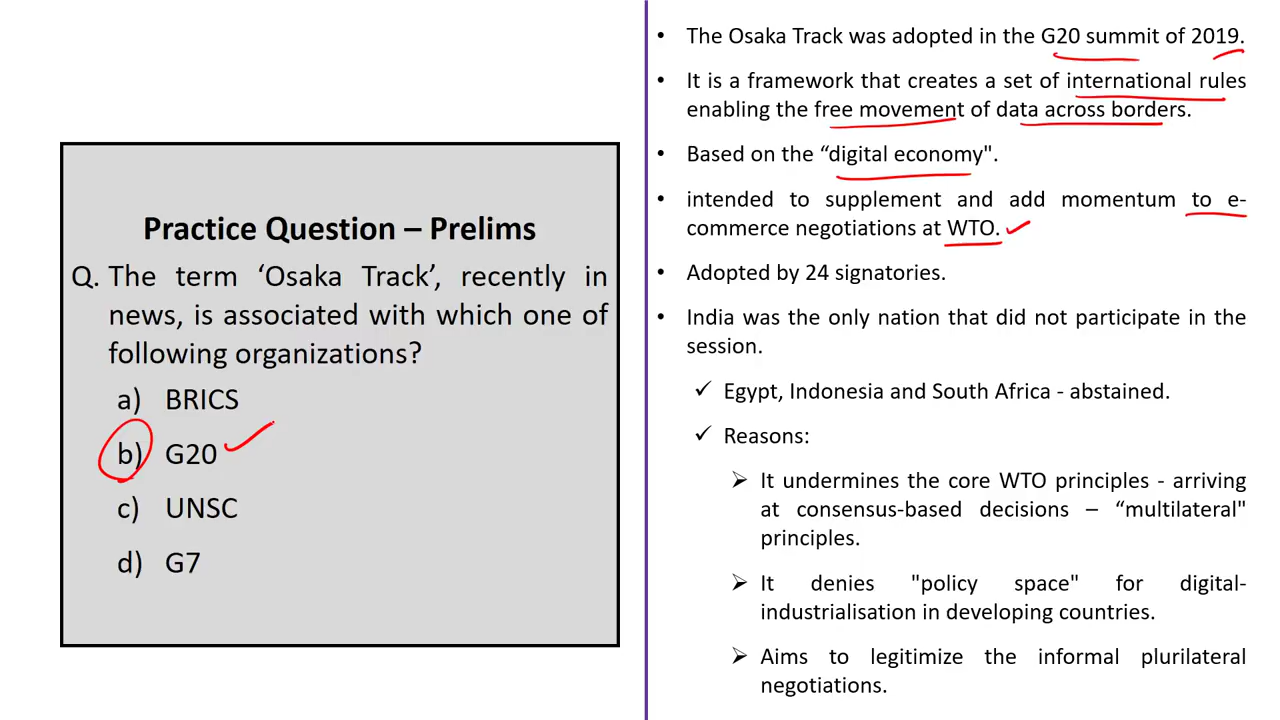 Practice Question – Prelims
Q. The term ‘Osaka Track’, recently in
news, is associated with which one of
following organizations?
a) BRICS
b) G20
c) UNSC
d) G7
• The Osaka Track was adopted in the G20 summit of 2019.
• It is a framework that creates a set of international rules
enabling the free movement of data across borders.
• Based on the “digital economy".
• intended to supplement and add momentum to e-
commerce negotiations at WTO.
• Adopted by 24 signatories.
• India was the only nation that did not participate in the
session.
✓ Egypt, Indonesia and South Africa - abstained.
✓ Reasons:
➢ It undermines the core WTO principles - arriving
at consensus-based decisions – “multilateral"
principles.
➢ It denies "policy space" for digital-
industrialisation in developing countries.
➢ Aims to legitimize the informal plurilateral
negotiations.